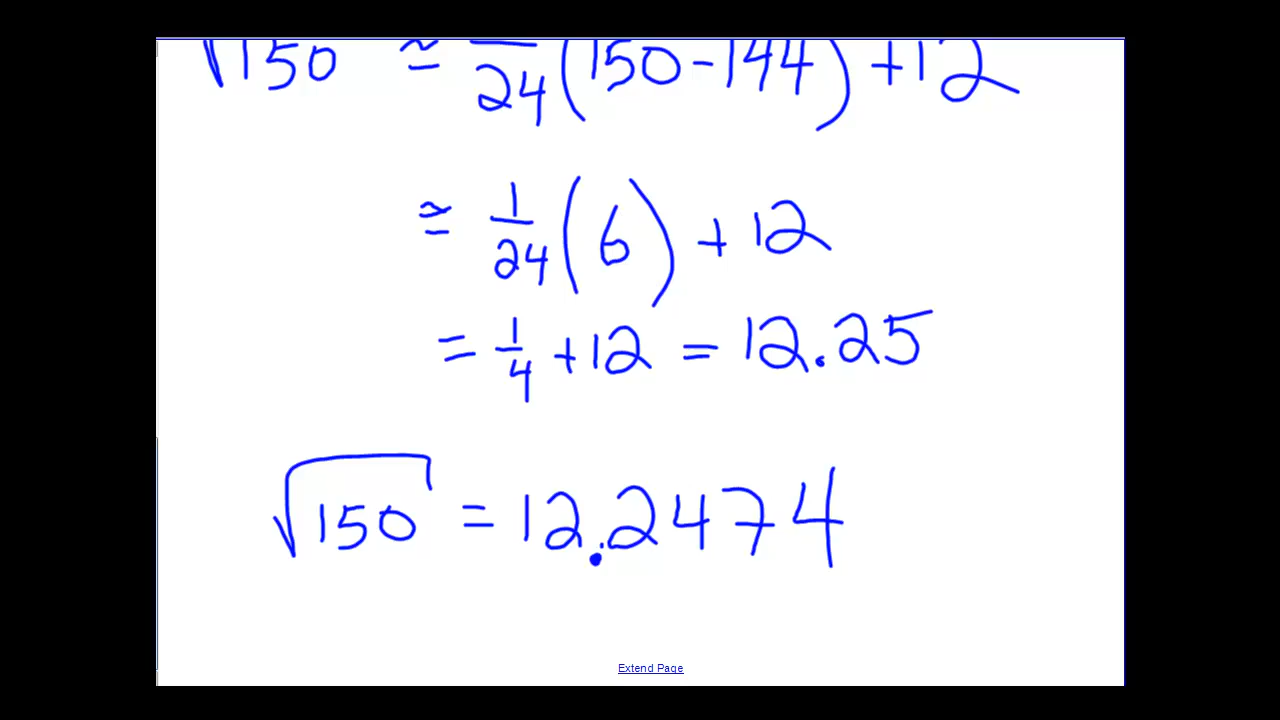 √150 ≃ 1/24 (150-144) +12
≃ 1/24 (6) + 12
= 1/4 +12 = 12.25
√150 = 12.2474
Extend Page